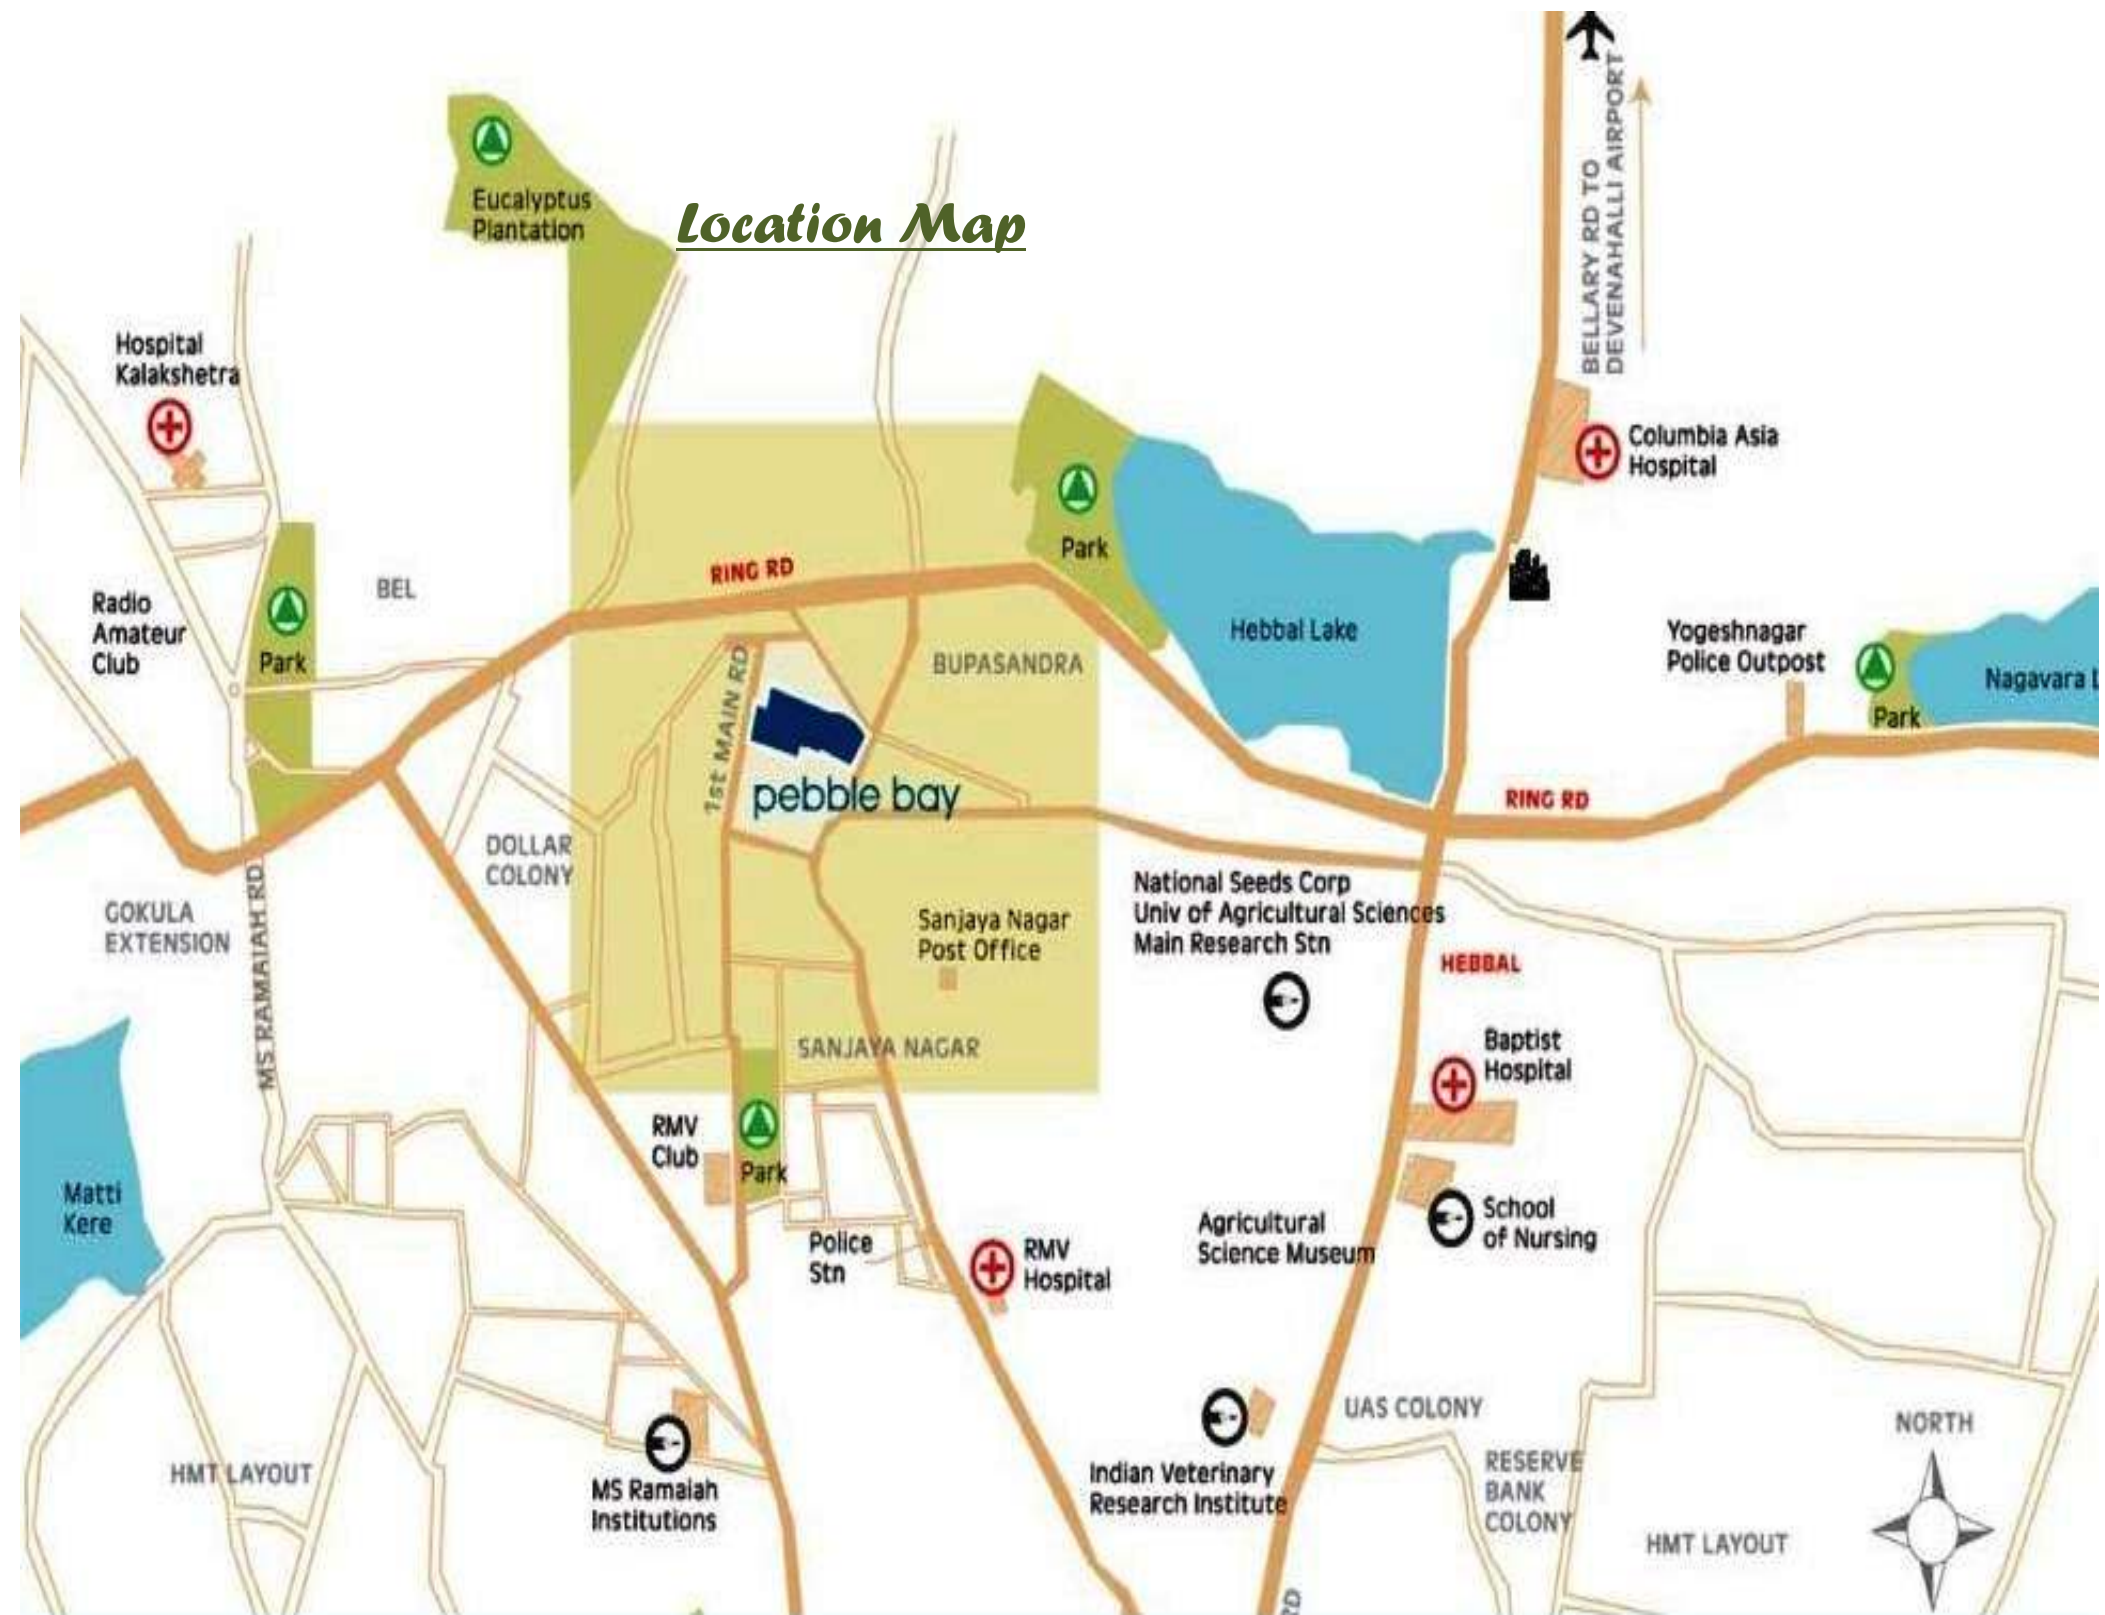 Location Map
BELLARY RD TO
DEVENAHALLI AIRPORT
Eucalyptus
Plantation
Hospital
Kalakshetra
Columbia Asia
Hospital
Park
RING RD
BEL
Radio
Amateur
Club
Park
Hebbal Lake
BUPASANDRA
Yogeshnagar
Police Outpost
Nagavara L
Park
1st MAIN RD
pebble bay
RING RD
DOLLAR
COLONY
GOKULA
EXTENSION
MS RAMAIAH RD
National Seeds Corp
Univ of Agricultural Sciences
Main Research Stn
Sanjaya Nagar
Post Office
HEBBAL
SANJAYA NAGAR
Baptist
Hospital
RMV
Club
Park
Matti
Kere
Police
Stn
RMV
Hospital
Agricultural
Science Museum
School
of Nursing
UAS COLONY
NORTH
HMT LAYOUT
MS Ramaiah
Institutions
Indian Veterinary
Research Institute
RESERVE
BANK
COLONY
HMT LAYOUT
RD